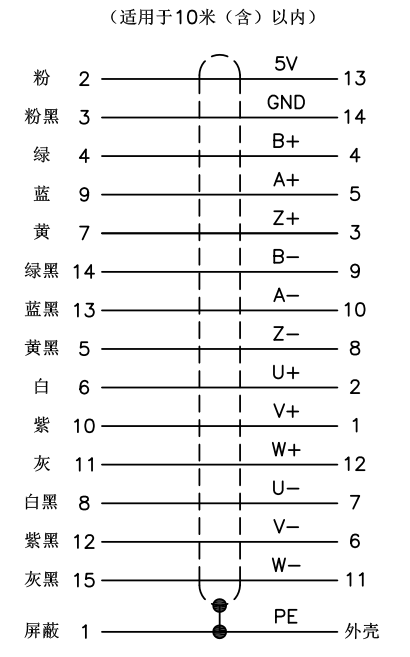 （适用于10米（含）以内）
粉 2 5V 13
粉黑 3 GND 14
绿 4 B+ 4
蓝 9 A+ 5
黄 7 Z+ 3
绿黑 14 B- 9
蓝黑 13 A- 10
黄黑 5 Z- 8
白 6 U+ 2
紫 10 V+ 1
灰 11 W+ 12
白黑 8 U- 7
紫黑 12 V- 6
灰黑 15 W- 11
屏蔽 1 PE 外壳